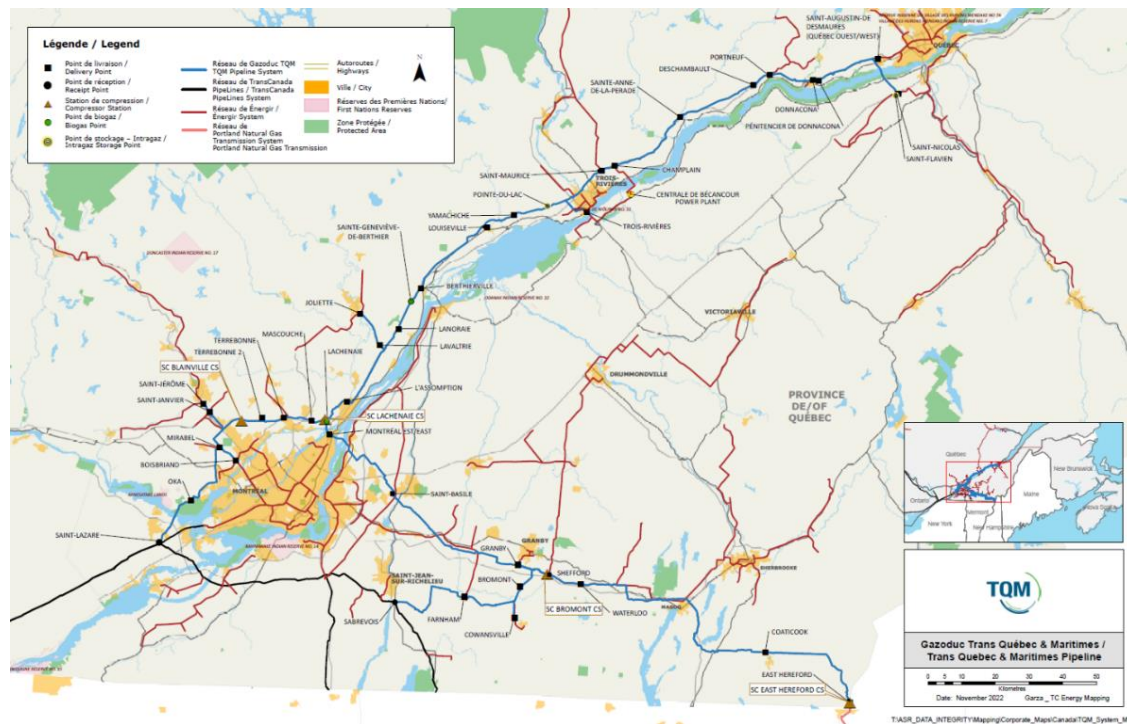 Légende / Legend
Point de livraison /
Delivery Point
Point de réception /
Receipt Point
Station de compression /
Compressor Station
Point de biogaz /
Biogas Point
Point de stockage – Intragaz /
Intragaz Storage Point
Réseau de Gazoduc TQM
TQM Pipeline System
Réseau de TransCanada
PipeLines / TransCanada
PipeLines System
Réseau de Énergir /
Énergir System
Réseau de
Portland Natural Gas
Transmission System
Portland Natural Gas Transmission
Autoroutes /
Highways
Ville / City
Réserves des Premières Nations/
First Nations Reserves
Zone Protégée /
Protected Area
N
SAINT-AUGUSTIN-DE
DESMAURES
(QUÉBEC OUEST/WEST)
QUÉBEC
PORTNEUF
DESCHAMBAULT
SAINTE-ANNE-
DE-LA-PERADE
DONNACONA
PÉNITENCIER DE DONNACONA
SAINT-NICOLAS
SAINT-FLAVIEN
CHAMPLAIN
SAINT-MAURICE
TROIS-
RIVIÈRES
POINTE-DU-LAC
CENTRALE DE BÉCANCOUR
POWER PLANT
YAMACHICHE
LOUISEVILLE
TROIS-RIVIÈRES
SAINTE-GENEVIÈVE-
DE-BERTHIER
BERTHIERVILLE
JOLIETTE
VICTORIAVILLE
MASCOUCHE
LANORAIE
LAVALTRIE
TERREBONNE
LACHENAIE
TERREBONNE 2
SC BLAINVILLE CS
DRUMMONDVILLE
SAINT-JÉRÔME
SAINT-JANVIER
L'ASSOMPTION
SC LACHENAIE CS
PROVINCE
DE/OF
QUÉBEC
MONTRÉAL EST/EAST
MIRABEL
BOISBRIAND
OKA
MONTRÉAL
SAINT-BASILE
SAINT-LAZARE
GRANBY
GRANBY
SHEFFORD
SHERBROOKE
SAINT-JEAN-
SUR-RICHELIEU
BROMONT
SC BROMONT CS
WATERLOO
MAGOG
SABREVOIS
FARNHAM
COWANSVILLE
COATICOOK
EAST HEREFORD
SC EAST HEREFORD CS
Québec
Ontario
New York
Vermont
New Hampshire
Maine
New Brunswick
Nova Scotia
TQM
Gazoduc Trans Québec & Maritimes /
Trans Quebec & Maritimes Pipeline
0 5 10 20 30 40 50
Kilometres
Date: November 2022 Garza _ TC Energy Mapping
T:\ASR_DATA_INTEGRITY\Mapping\Corporate_Maps\Canada\TQM_System_M